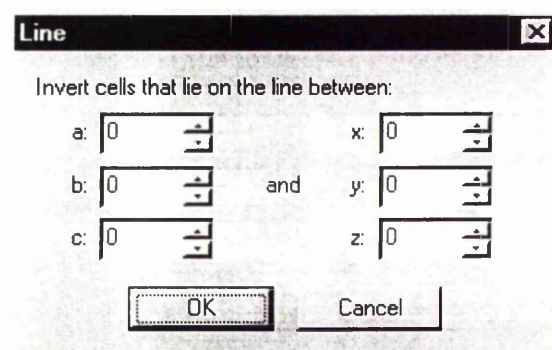 Line
Invert cells that lie on the line between:
a: 0 x: 0
b: 0 and y: 0
c: 0 z: 0
OK Cancel